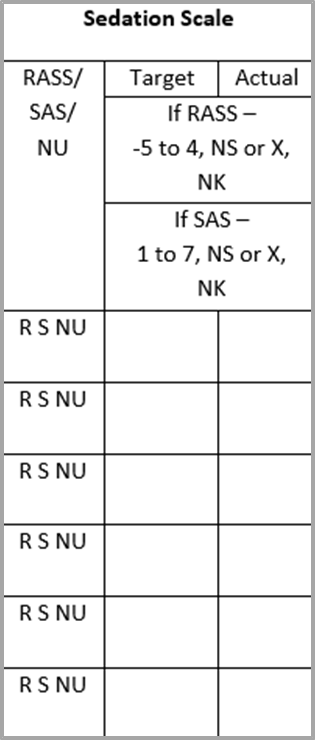 Sedation Scale
RASS/
SAS/
NU
Target
Actual
If RASS –
-5 to 4, NS or X,
NK
If SAS –
1 to 7, NS or X,
NK
R S NU
R S NU
R S NU
R S NU
R S NU
R S NU